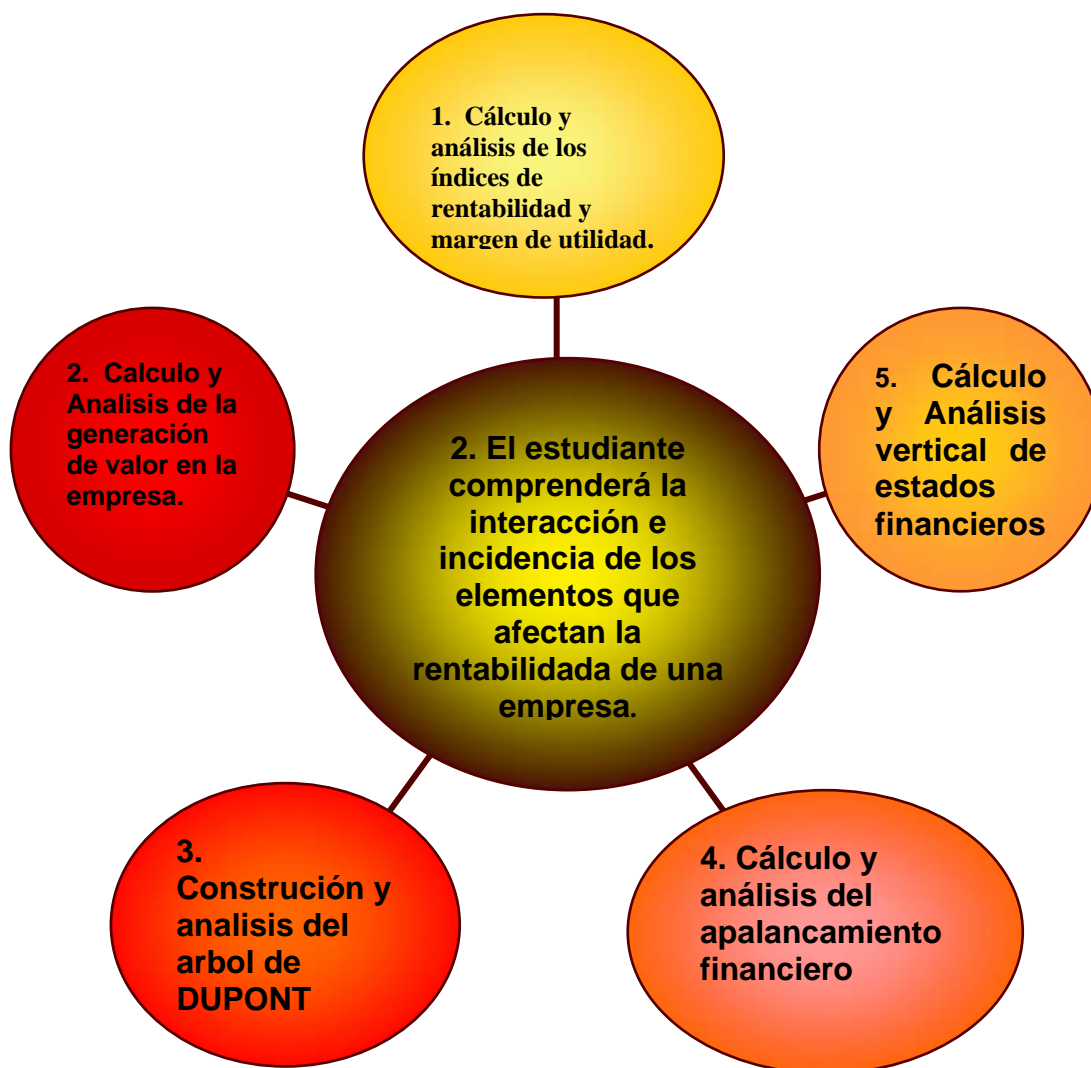 1. Cálculo y
análisis de los
índices de
rentabilidad y
margen de utilidad.
2. Calculo y
Analisis de la
generación
de valor en la
empresa.
5. Cálculo
y Análisis
vertical de
estados
financieros
2. El estudiante
comprenderá la
interacción e
incidencia de los
elementos que
afectan la
rentabilidada de una
empresa.
3.
Construción y
analisis del
arbol de
DUPONT
4. Cálculo y
análisis del
apalancamiento
financiero